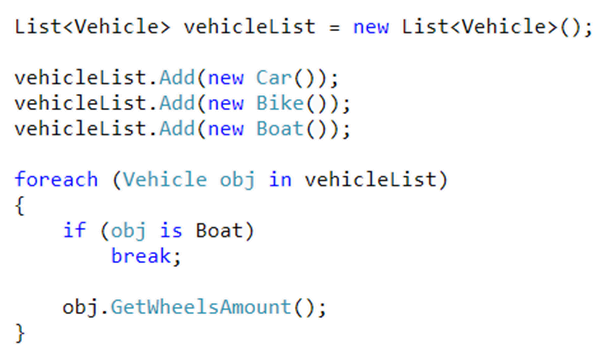 List<Vehicle> vehicleList = new List<Vehicle>();

vehicleList.Add(new Car());
vehicleList.Add(new Bike());
vehicleList.Add(new Boat());

foreach (Vehicle obj in vehicleList)
{
    if (obj is Boat)
        break;

    obj.GetWheelsAmount();
}